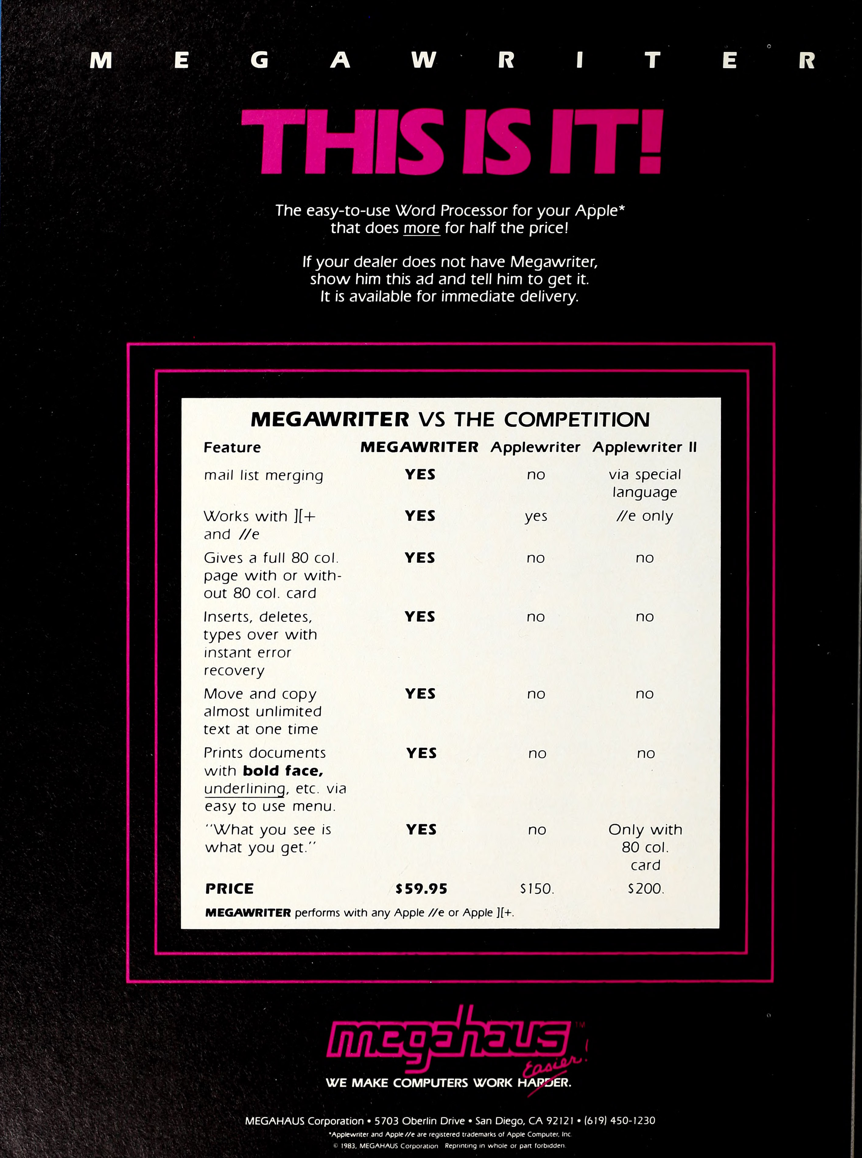 MEGAWRITER
THIS IS IT!
The easy-to-use Word Processor for your Apple*
that does more for half the price!
If your dealer does not have Megawriter,
show him this ad and tell him to get it.
It is available for immediate delivery.
MEGAWRITER VS THE COMPETITION
Feature MEGAWRITER Applewriter Applewriter II
mail list merging YES no via special
language
Works with ][+ YES yes //e only
and //e
Gives a full 80 col. YES no no
page with or with-
out 80 col. card
Inserts, deletes, YES no no
types over with
instant error
recovery
Move and copy YES no no
almost unlimited
text at one time
Prints documents YES no no
with bold face,
underlining, etc. via
easy to use menu.
"What you see is YES no Only with
what you get." 80 col.
card
PRICE $59.95 $150. $200.
MEGAWRITER performs with any Apple //e or Apple ][+.
megahaus™
Easier!
WE MAKE COMPUTERS WORK HARDER.
MEGAHAUS Corporation • 5703 Oberlin Drive • San Diego, CA 92121 • (619) 450-1230
*Applewriter and Apple //e are registered trademarks of Apple Computer, Inc.
© 1983, MEGAHAUS Corporation Reprinting in whole or part forbidden.